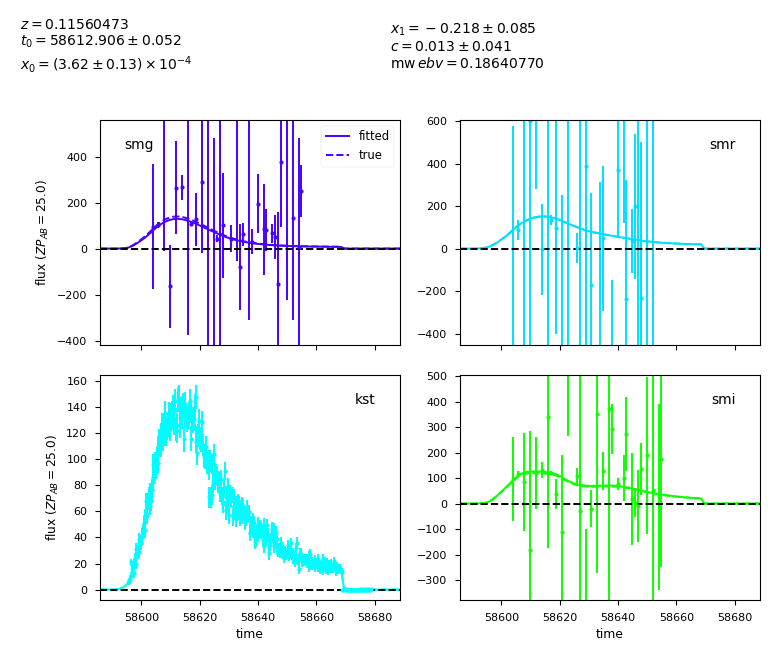 z = 0.11560473
t₀ = 58612.906 ± 0.052
x₀ = (3.62 ± 0.13) × 10⁻⁴
x₁ = −0.218 ± 0.085
c = 0.013 ± 0.041
mwebv = 0.18640770
smg
fitted
true
flux (ZP_AB = 25.0)
400
200
0
−200
−400
smr
600
400
200
0
−200
−400
kst
flux (ZP_AB = 25.0)
160
140
120
100
80
60
40
20
0
58600 58620 58640 58660 58680
time
smi
500
400
300
200
100
0
−100
−200
−300
58600 58620 58640 58660 58680
time